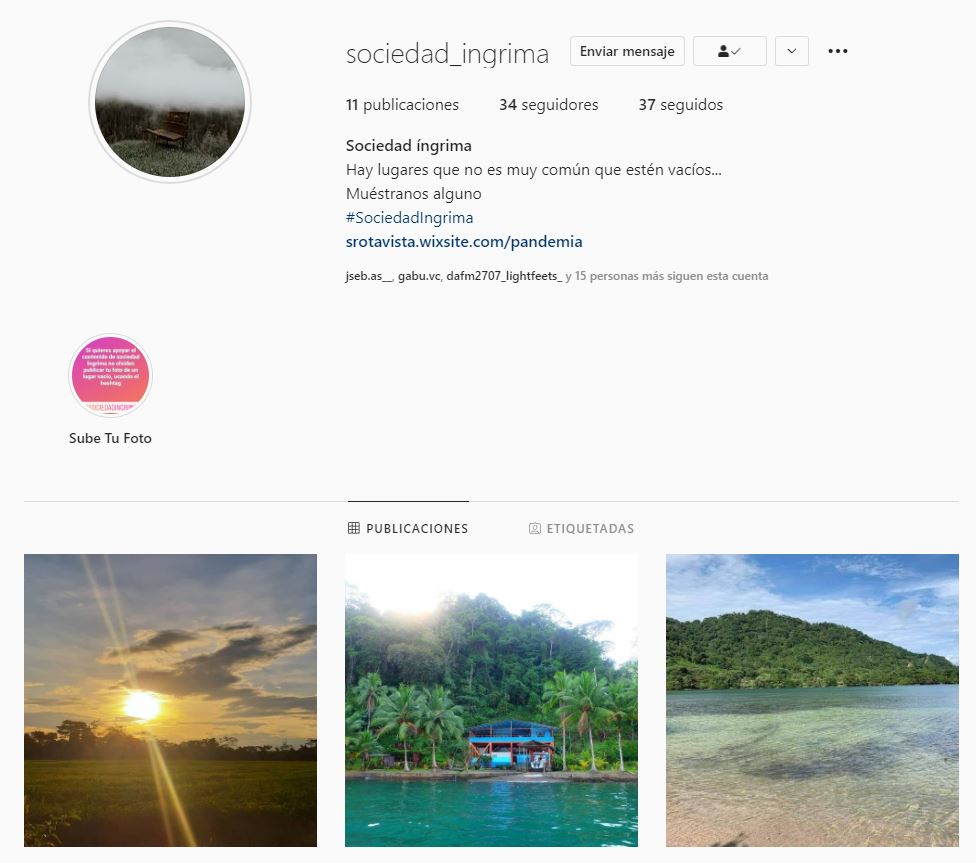 sociedad_ingrima
Enviar mensaje
11 publicaciones 34 seguidores 37 seguidos
Sociedad íngrima
Hay lugares que no es muy común que estén vacíos...
Muéstranos alguno
#SociedadIngrima
srotavista.wixsite.com/pandemia
jseb.as__, gabu.vc, dafm2707_lightfeets_ y 15 personas más siguen esta cuenta
Si quieres apoyar el
contenido de sociedad
íngrima no olvides
publicar tu foto de un
lugar vacío, usando el
hashtag
Sube Tu Foto
PUBLICACIONES ETIQUETADAS